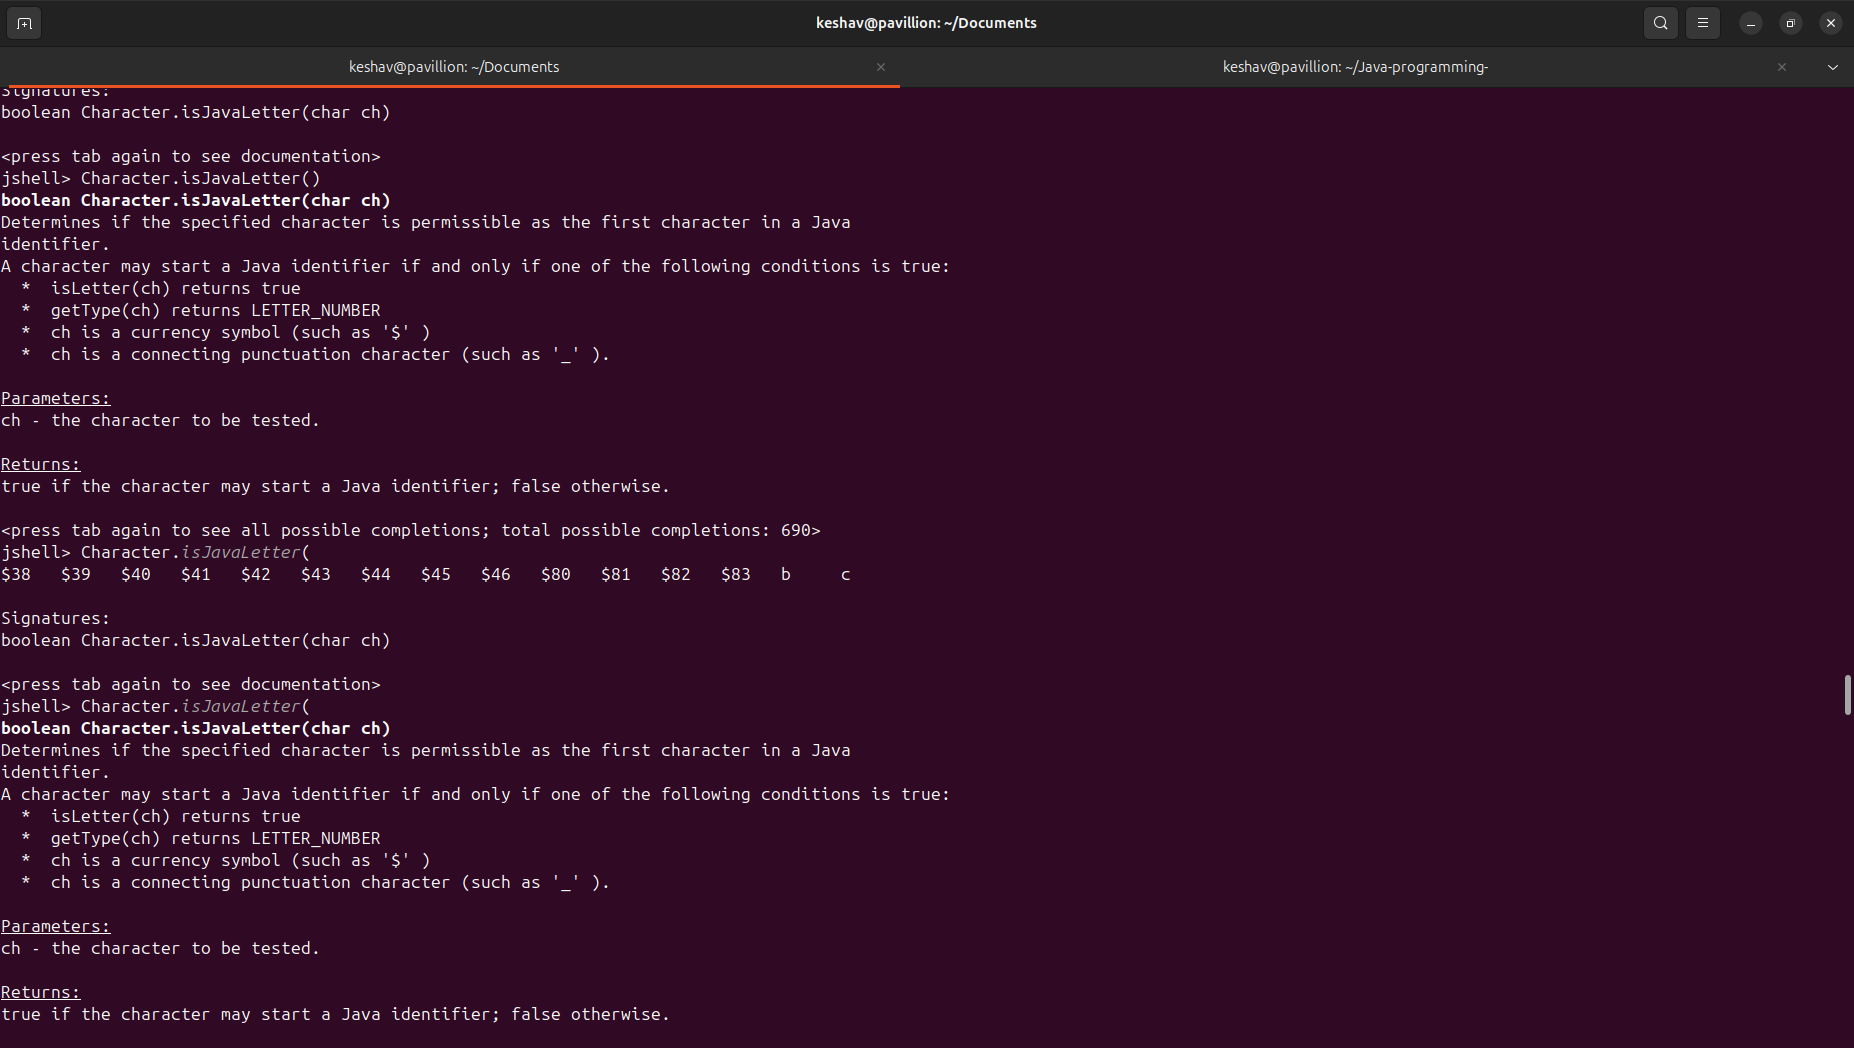 keshav@pavillion: ~/Documents
keshav@pavillion: ~/Documents
keshav@pavillion: ~/Java-programming-
Signatures:
boolean Character.isJavaLetter(char ch)
<press tab again to see documentation>
jshell> Character.isJavaLetter()
boolean Character.isJavaLetter(char ch)
Determines if the specified character is permissible as the first character in a Java
identifier.
A character may start a Java identifier if and only if one of the following conditions is true:
* isLetter(ch) returns true
* getType(ch) returns LETTER_NUMBER
* ch is a currency symbol (such as '$' )
* ch is a connecting punctuation character (such as '_' ).
Parameters:
ch - the character to be tested.
Returns:
true if the character may start a Java identifier; false otherwise.
<press tab again to see all possible completions; total possible completions: 690>
jshell> Character.isJavaLetter(
$38 $39 $40 $41 $42 $43 $44 $45 $46 $80 $81 $82 $83 b c
Signatures:
boolean Character.isJavaLetter(char ch)
<press tab again to see documentation>
jshell> Character.isJavaLetter(
boolean Character.isJavaLetter(char ch)
Determines if the specified character is permissible as the first character in a Java
identifier.
A character may start a Java identifier if and only if one of the following conditions is true:
* isLetter(ch) returns true
* getType(ch) returns LETTER_NUMBER
* ch is a currency symbol (such as '$' )
* ch is a connecting punctuation character (such as '_' ).
Parameters:
ch - the character to be tested.
Returns:
true if the character may start a Java identifier; false otherwise.